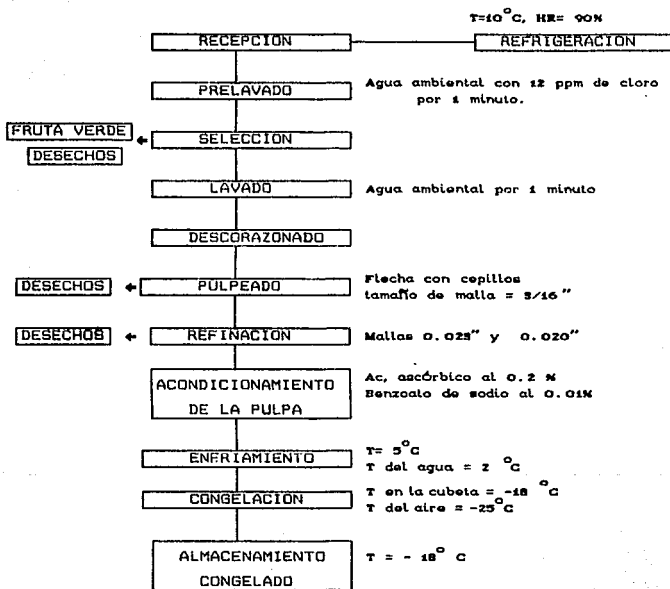 T=10°C, HR= 90%
RECEPCION
REFRIGERACION
PRELAVADO
Agua ambiental con 12 ppm de cloro
por 1 minuto.
FRUTA VERDE
DESECHOS
SELECCION
LAVADO
Agua ambiental por 1 minuto
DESCORAZONADO
DESECHOS
PULPEADO
Flecha con cepillos
tamaño de malla = 3/16"
DESECHOS
REFINACION
Mallas 0.023" y 0.020"
ACONDICIONAMIENTO
DE LA PULPA
Ac, ascórbico al 0.2 %
Benzoato de sodio al 0.01%
ENFRIAMIENTO
T= 5°C
T del agua = 2 °C
CONGELACION
T en la cubeta = -18 °C
T del aire = -25°C
ALMACENAMIENTO
CONGELADO
T = - 18° C